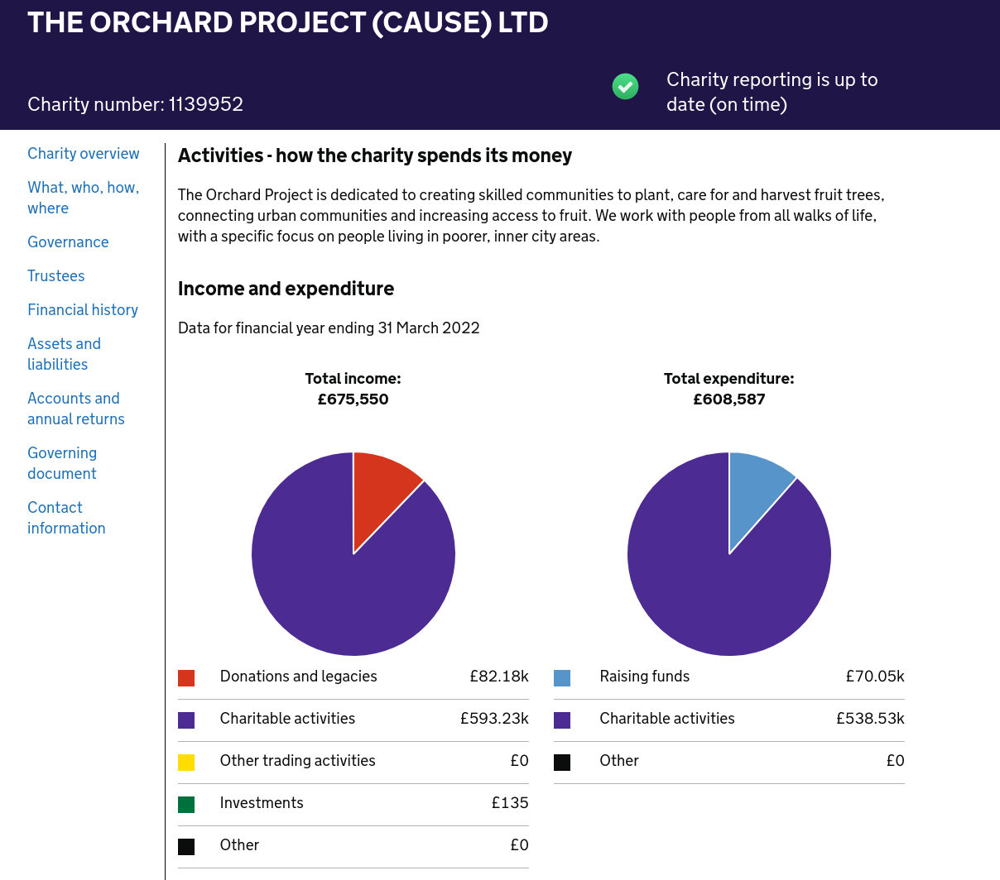 THE ORCHARD PROJECT (CAUSE) LTD
Charity number: 1139952
Charity reporting is up to
date (on time)
Charity overview
What, who, how,
where
Governance
Trustees
Financial history
Assets and
liabilities
Accounts and
annual returns
Governing
document
Contact
information
Activities - how the charity spends its money
The Orchard Project is dedicated to creating skilled communities to plant, care for and harvest fruit trees,
connecting urban communities and increasing access to fruit. We work with people from all walks of life,
with a specific focus on people living in poorer, inner city areas.
Income and expenditure
Data for financial year ending 31 March 2022
Total income:
£675,550
Donations and legacies £82.18k
Charitable activities £593.23k
Other trading activities £0
Investments £135
Other £0
Total expenditure:
£608,587
Raising funds £70.05k
Charitable activities £538.53k
Other £0